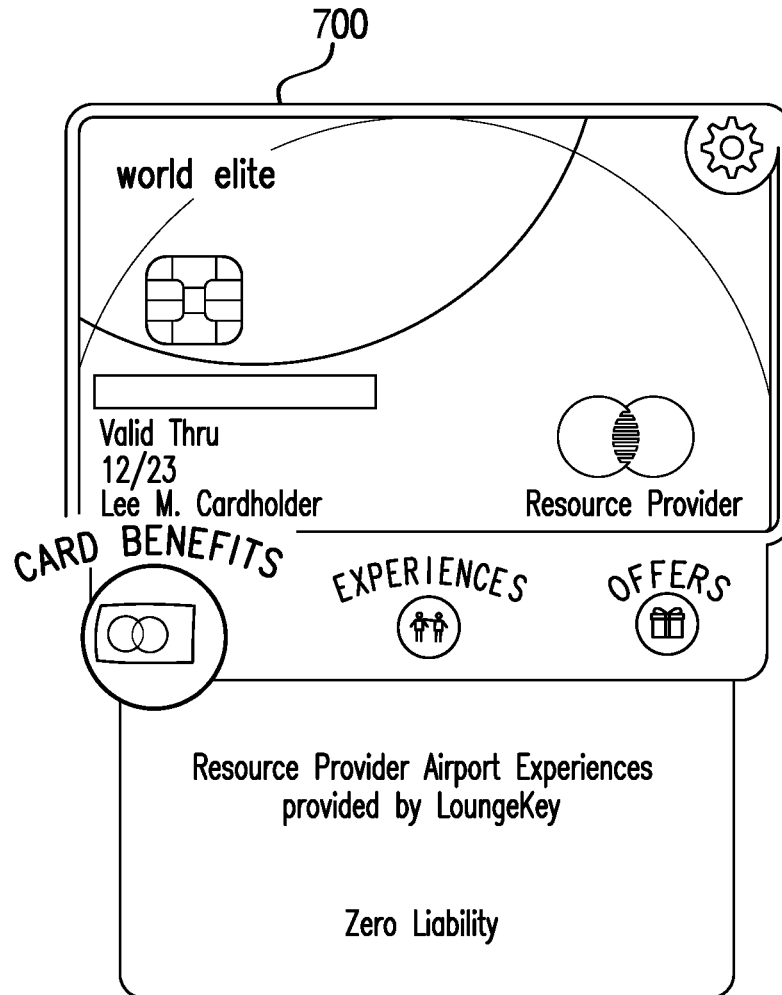 700
world elite
Valid Thru
12/23
Lee M. Cardholder
Resource Provider
CARD BENEFITS
EXPERIENCES
OFFERS
Resource Provider Airport Experiences
provided by LoungeKey
Zero Liability